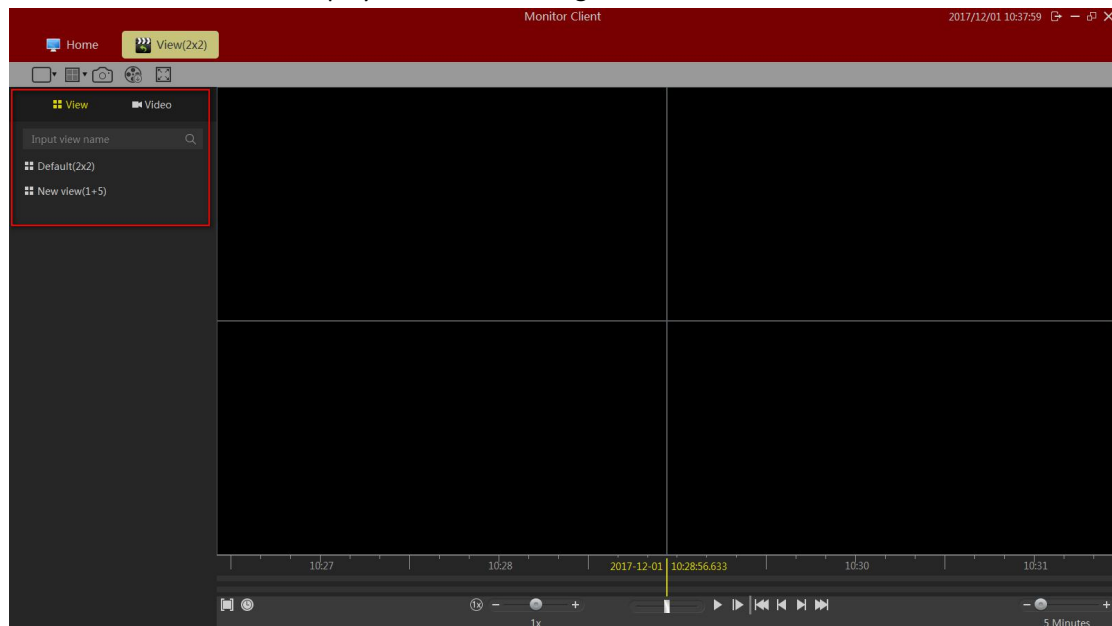 Monitor Client
2017/12/01 10:37:59
Home
View(2x2)
View
Video
Input view name
Default(2x2)
New view(1+5)
10:27
10:28
2017-12-01 10:28:56.633
10:30
10:31
1x
1x
5 Minutes